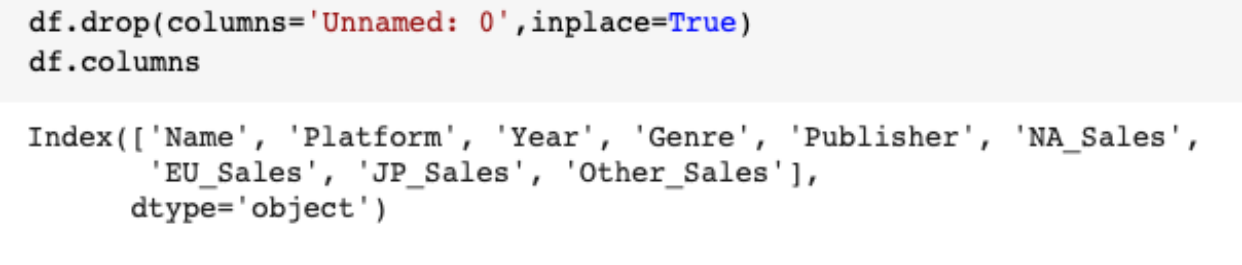 df.drop(columns='Unnamed: 0',inplace=True)
df.columns
Index(['Name', 'Platform', 'Year', 'Genre', 'Publisher', 'NA_Sales',
'EU_Sales', 'JP_Sales', 'Other_Sales'],
dtype='object')